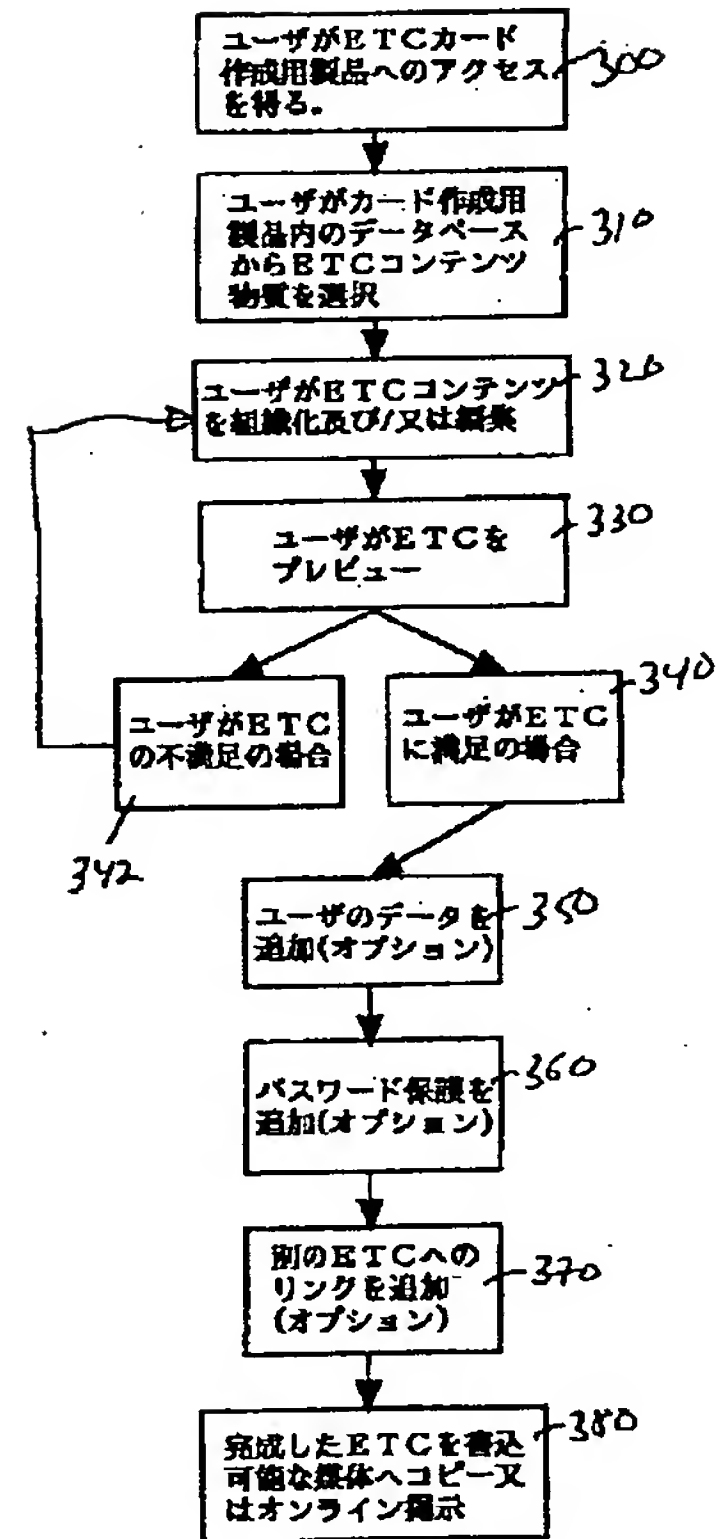 ユーザがETCカード
作成用製品へのアクセス
を得る。
300
ユーザがカード作成用
製品内のデータベース
からETCコンテンツ
物質を選択
310
ユーザがETCコンテンツ
を組織化及び/又は編集
320
ユーザがETCを
プレビュー
330
ユーザがETC
の不満足の場合
342
ユーザがETC
に満足の場合
340
ユーザのデータを
追加(オプション)
350
パスワード保護を
追加(オプション)
360
別のETCへの
リンクを追加
(オプション)
370
完成したETCを書込
可能な媒体へコピー又
はオンライン掲示
380